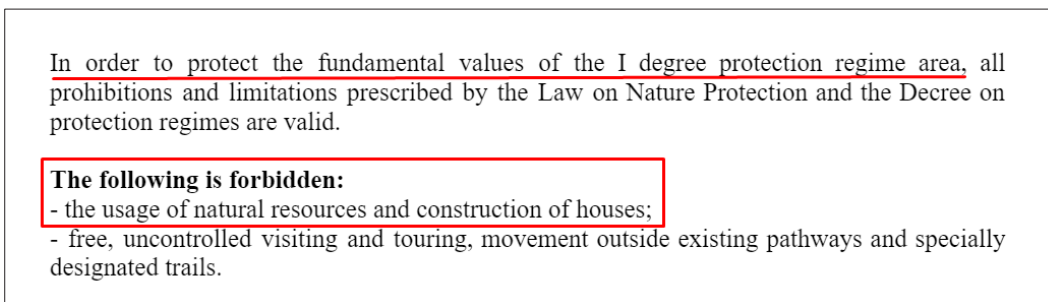 In order to protect the fundamental values of the I degree protection regime area, all
prohibitions and limitations prescribed by the Law on Nature Protection and the Decree on
protection regimes are valid.
The following is forbidden:
- the usage of natural resources and construction of houses;
- free, uncontrolled visiting and touring, movement outside existing pathways and specially
designated trails.